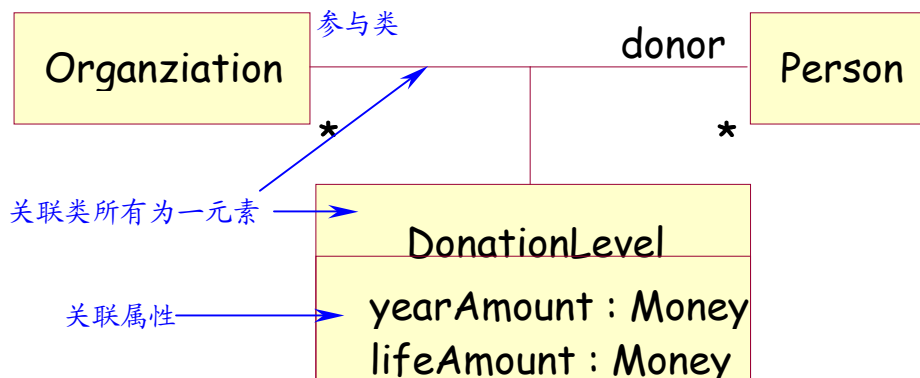 参与类
donor
Organziation
Person
*
*
关联类所有为一元素
DonationLevel
关联属性
yearAmount : Money
lifeAmount : Money